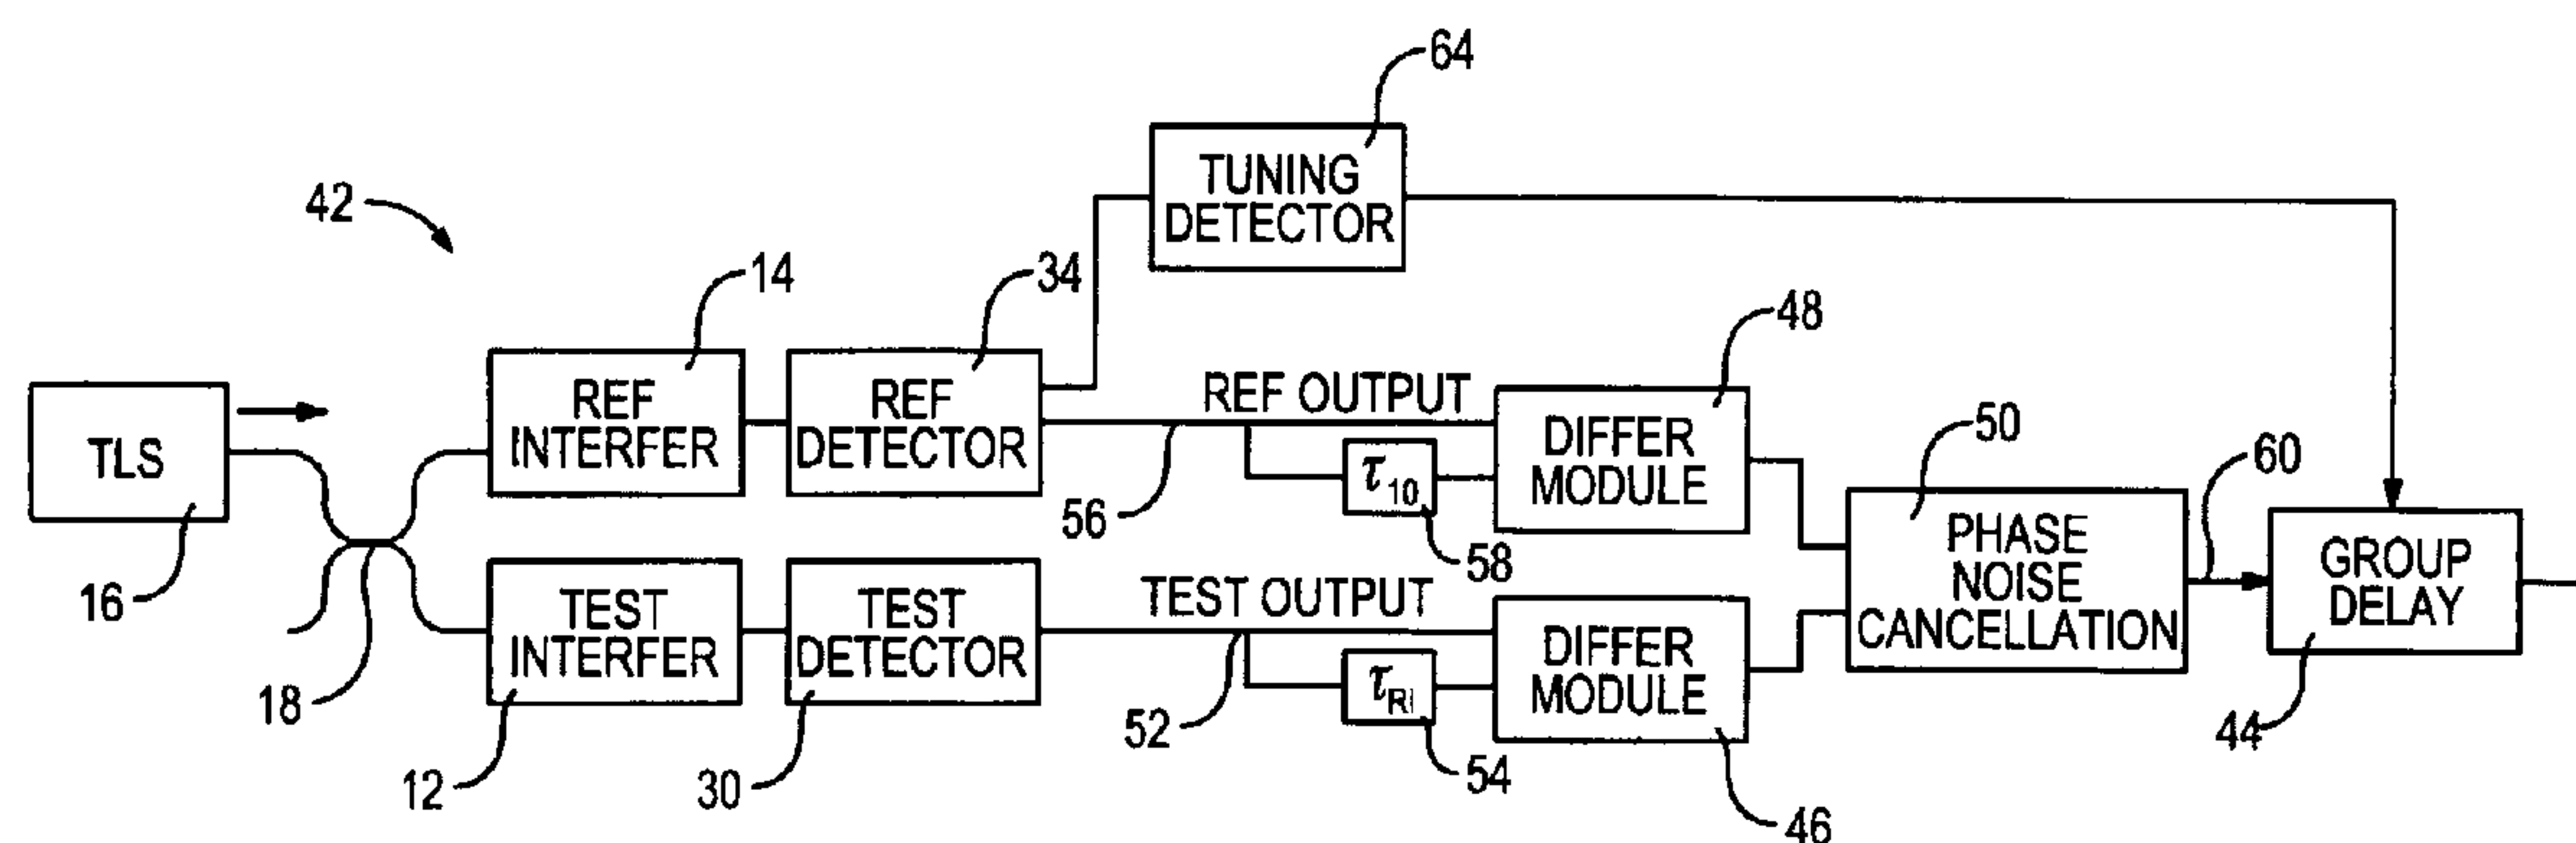 64
TUNING
DETECTOR
42
14
34
48
REF
INTERFER
REF
DETECTOR
REF OUTPUT
DIFFER
MODULE
50
60
TLS
τ10
56
58
PHASE
NOISE
CANCELLATION
GROUP
DELAY
16
TEST
INTERFER
TEST
DETECTOR
TEST OUTPUT
DIFFER
MODULE
τRI
18
52
44
12
30
54
46